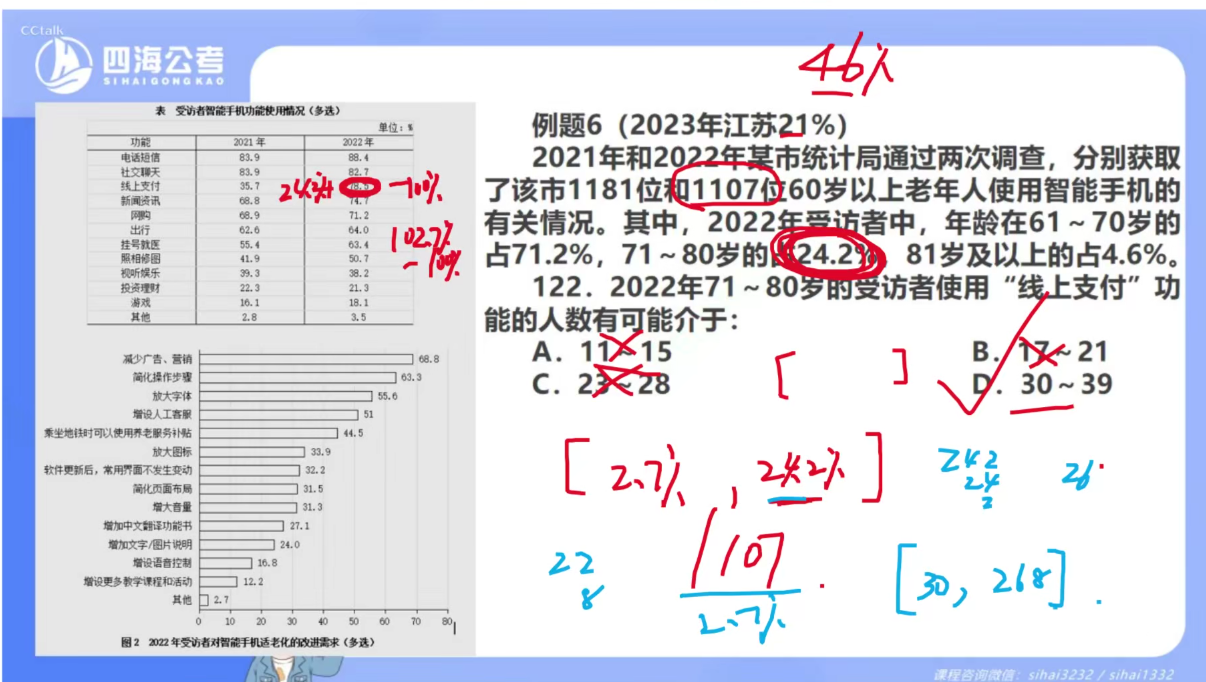 CCtalk
四海公考
SIHAIGONGKAO
46%
表 受访者智能手机功能使用情况（多选）
单位：%
功能 2021年 2022年
电话短信 83.9 88.4
社交聊天 83.9 82.7
线上支付 35.7 78.5
新闻资讯 68.8 74.7
网购 68.9 71.2
出行 62.6 64.0
挂号就医 55.4 63.4
照相修图 41.9 50.7
视听娱乐 39.3 38.2
投资理财 22.3 21.3
游戏 16.1 18.1
其他 2.8 3.5
-100%
102.7%
-100%
减少广告、营销 68.8
简化操作步骤 63.3
放大字体 55.6
增设人工客服 51
乘坐地铁时可以使用养老服务补贴 44.5
放大图标 33.9
软件更新后，常用界面不发生变动 32.2
简化页面布局 31.5
增大音量 31.3
增加中文翻译功能书 27.1
增加文字/图片说明 24.0
增设语音控制 16.8
增设更多教学课程和活动 12.2
其他 2.7
0 10 20 30 40 50 60 70 80
图2 2022年受访者对智能手机适老化的改进需求（多选）
例题6（2023年江苏21%）
2021年和2022年某市统计局通过两次调查，分别获取
了该市1181位和1107位60岁以上老年人使用智能手机的
有关情况。其中，2022年受访者中，年龄在61～70岁的
占71.2%，71～80岁的占24.2%，81岁及以上的占4.6%。
122．2022年71～80岁的受访者使用“线上支付”功
能的人数有可能介于：
A．11～15 B．17～21
C．23～28 D．30～39
[ ]
[2.7%, 24.2%]
242
24
2
26
22
8
1107
2.7%
[30, 268]
课程咨询微信：sihai3232 / sihai1332